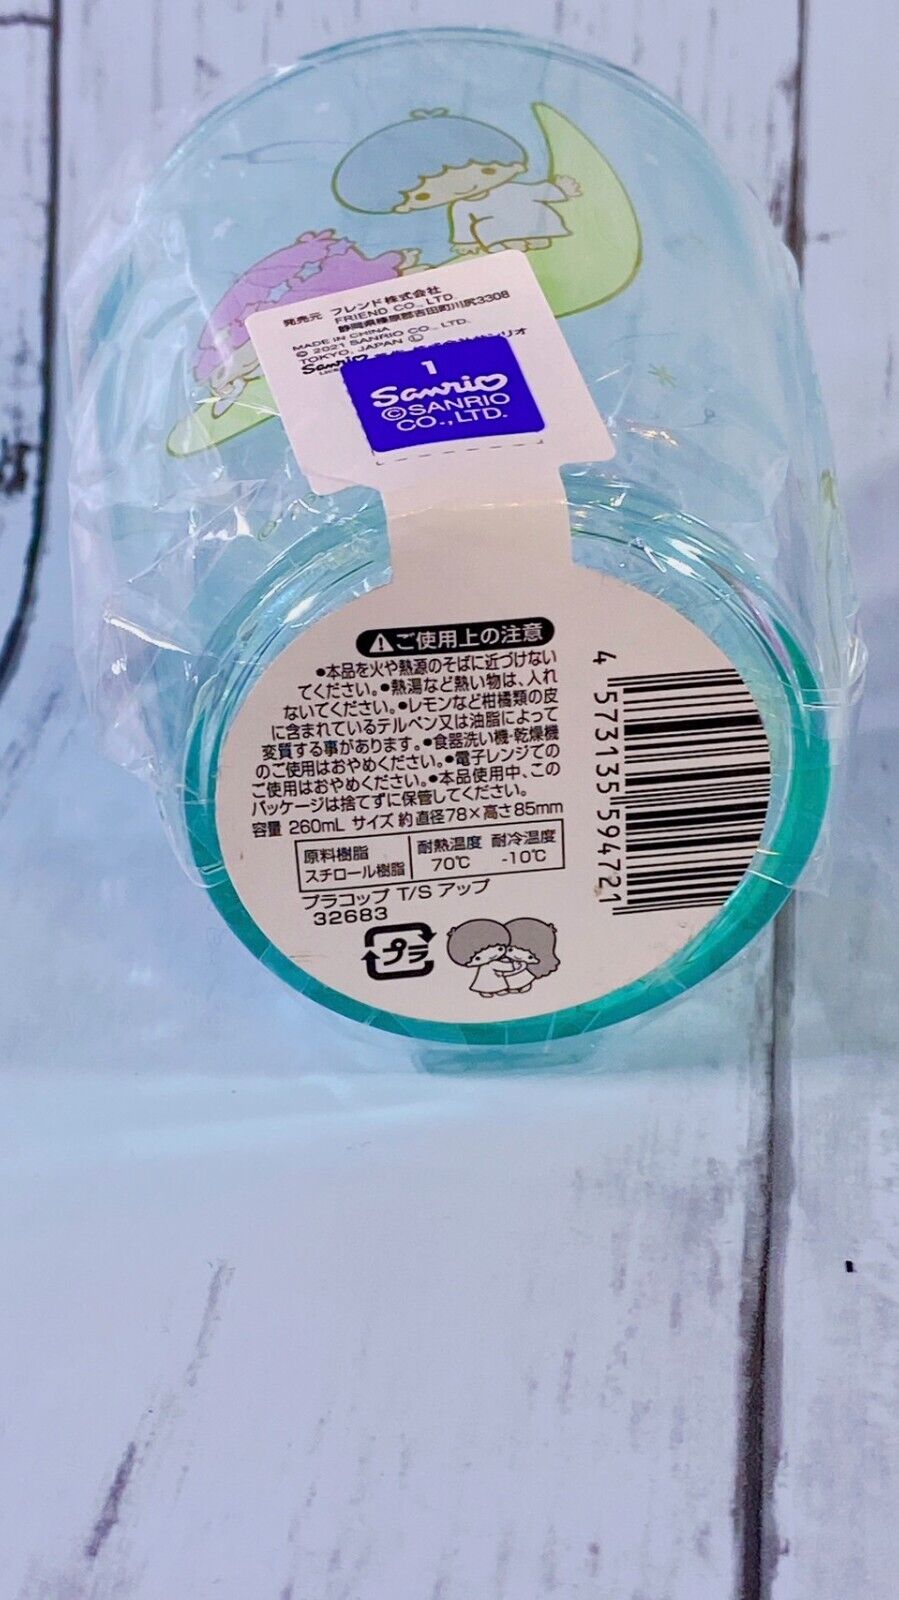 発売元 フレンド株式会社
FRIEND CO., LTD.
静岡県榛原郡吉田町川尻3308
MADE IN CHINA
© 2021 SANRIO CO., LTD.
TOKYO, JAPAN Ⓛ
Sanrio
1
Sanrio
©SANRIO
CO.,LTD.
⚠ご使用上の注意
●本品を火や熱源のそばに近づけない
てください。●熱湯など熱い物は、入れ
ないでください。●レモンなど柑橘類の皮
に含まれているテルペン又は油脂によって
変質する事があります。●食器洗い機・乾燥機
のご使用はおやめください。●電子レンジでの
ご使用はおやめください。●本品使用中、この
パッケージは捨てずに保管してください。
容量 260mL サイズ 約直径78×高さ85mm
原料樹脂 耐熱温度 耐冷温度
スチロール樹脂 70℃ -10℃
プラコップ T/S アップ
32683
プラ
4 573135 594721